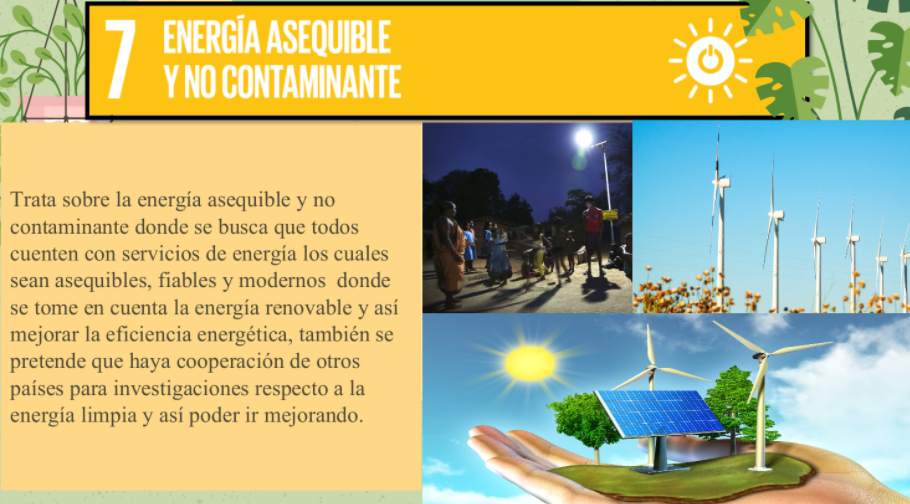 7
ENERGÍA ASEQUIBLE
Y NO CONTAMINANTE
Trata sobre la energía asequible y no
contaminante donde se busca que todos
cuenten con servicios de energía los cuales
sean asequibles, fiables y modernos donde
se tome en cuenta la energía renovable y así
mejorar la eficiencia energética, también se
pretende que haya cooperación de otros
países para investigaciones respecto a la
energía limpia y así poder ir mejorando.